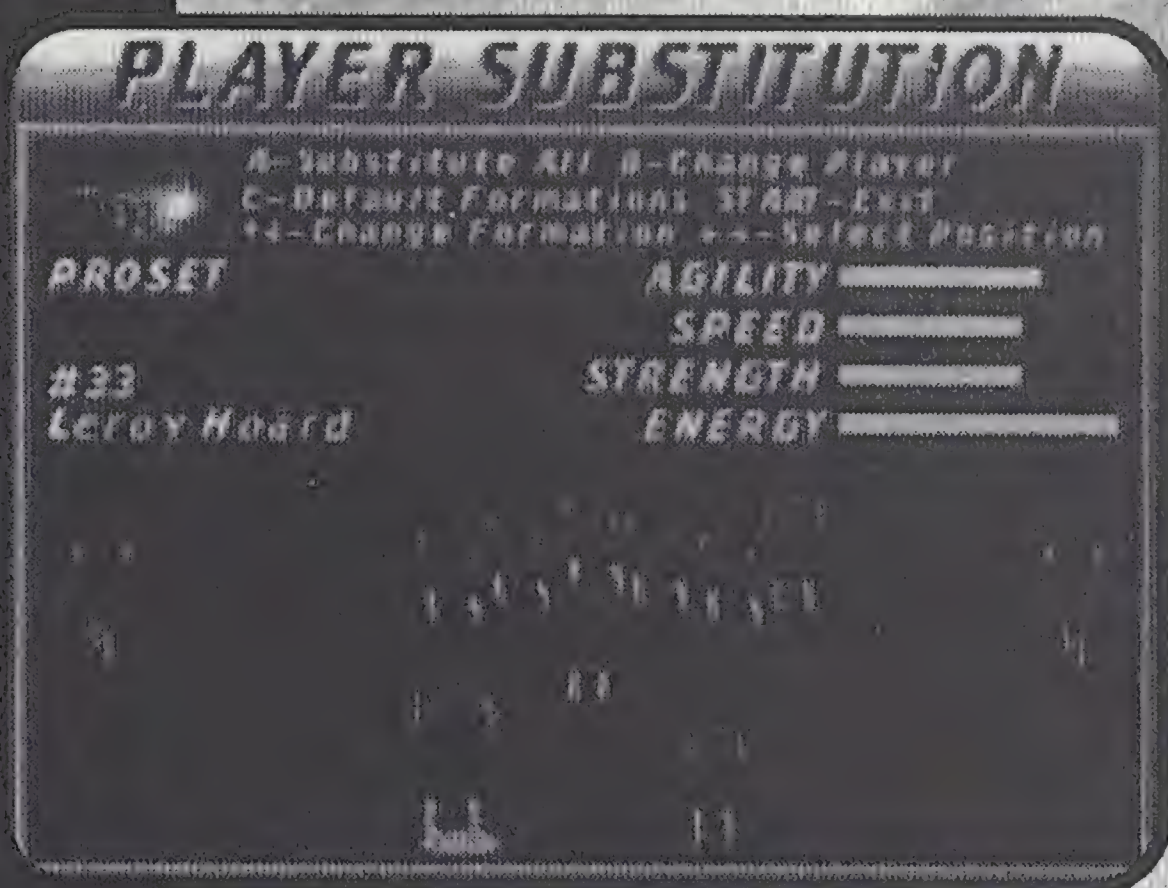 PLAYER SUBSTITUTION
A-Substitute All B-Change Player
C-Default Formations START-Exit
-Change Formation -Select Position
PROSET
AGILITY
SPEED
#33
STRENGTH
Leroy Hoard
ENERGY